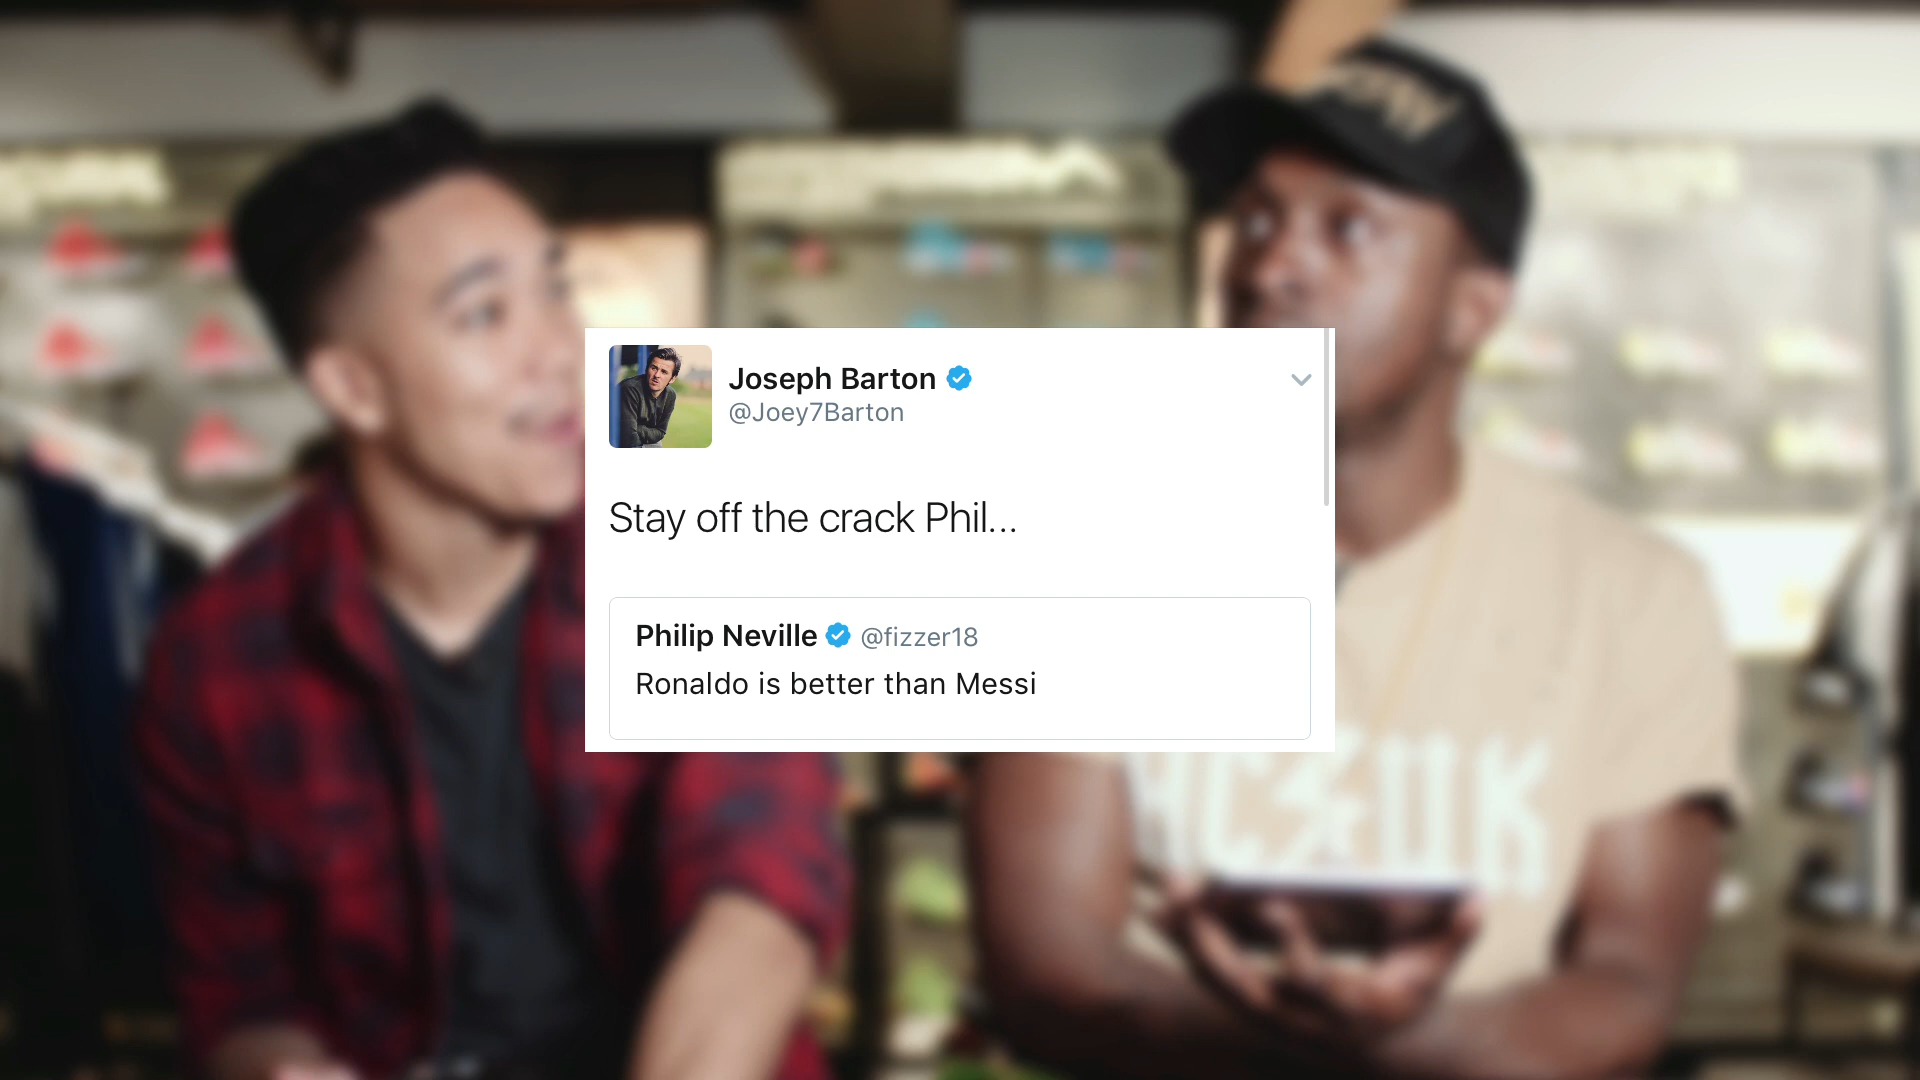 Joseph Barton
@Joey7Barton
Stay off the crack Phil...
Philip Neville @fizzer18
Ronaldo is better than Messi